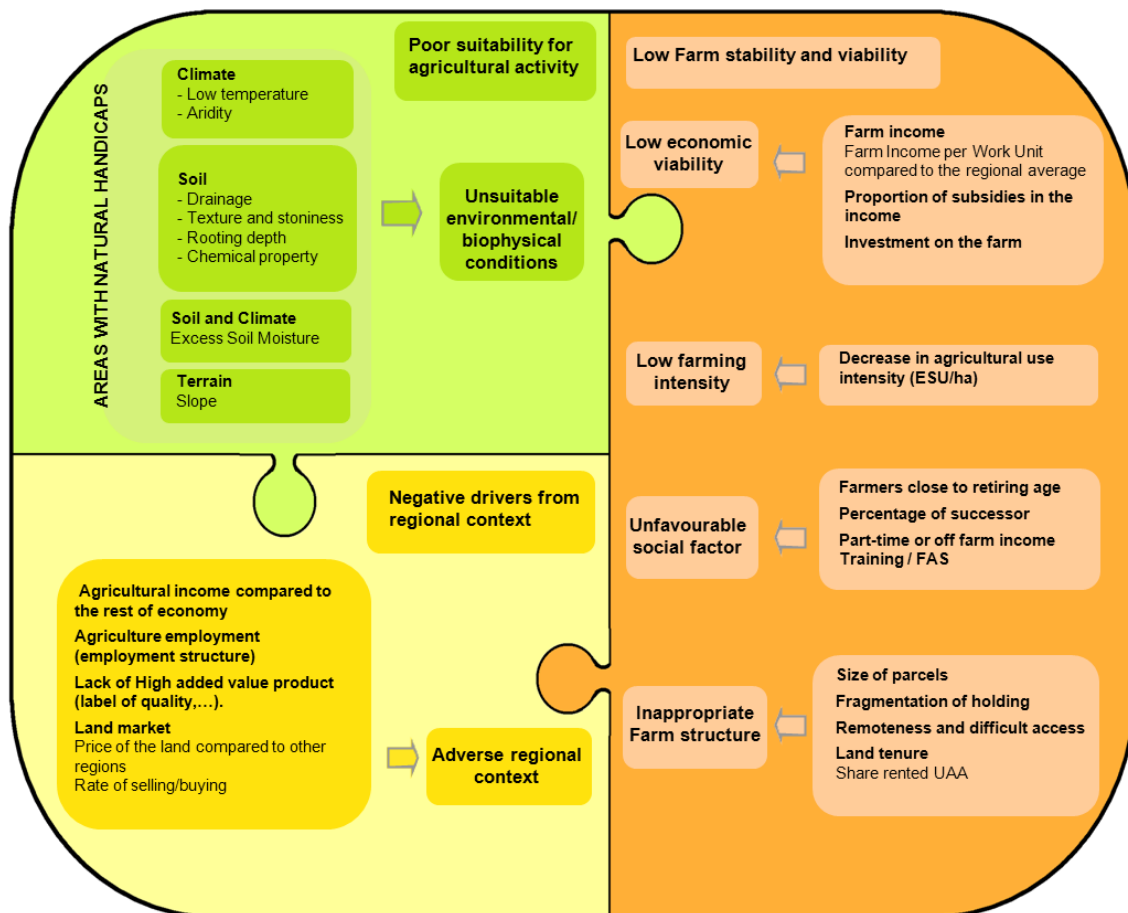 AREAS WITH NATURAL HANDICAPS
Poor suitability for
agricultural activity
Climate
- Low temperature
- Aridity
Soil
- Drainage
- Texture and stoniness
- Rooting depth
- Chemical property
Soil and Climate
Excess Soil Moisture
Terrain
Slope
Unsuitable
environmental/
biophysical
conditions
Low Farm stability and viability
Low economic
viability
Farm income
Farm Income per Work Unit
compared to the regional average
Proportion of subsidies in the
income
Investment on the farm
Low farming
intensity
Decrease in agricultural use
intensity (ESU/ha)
Unfavourable
social factor
Farmers close to retiring age
Percentage of successor
Part-time or off farm income
Training / FAS
Inappropriate
Farm structure
Size of parcels
Fragmentation of holding
Remoteness and difficult access
Land tenure
Share rented UAA
Negative drivers from
regional context
Agricultural income compared to
the rest of economy
Agriculture employment
(employment structure)
Lack of High added value product
(label of quality,…).
Land market
Price of the land compared to other
regions
Rate of selling/buying
Adverse regional
context